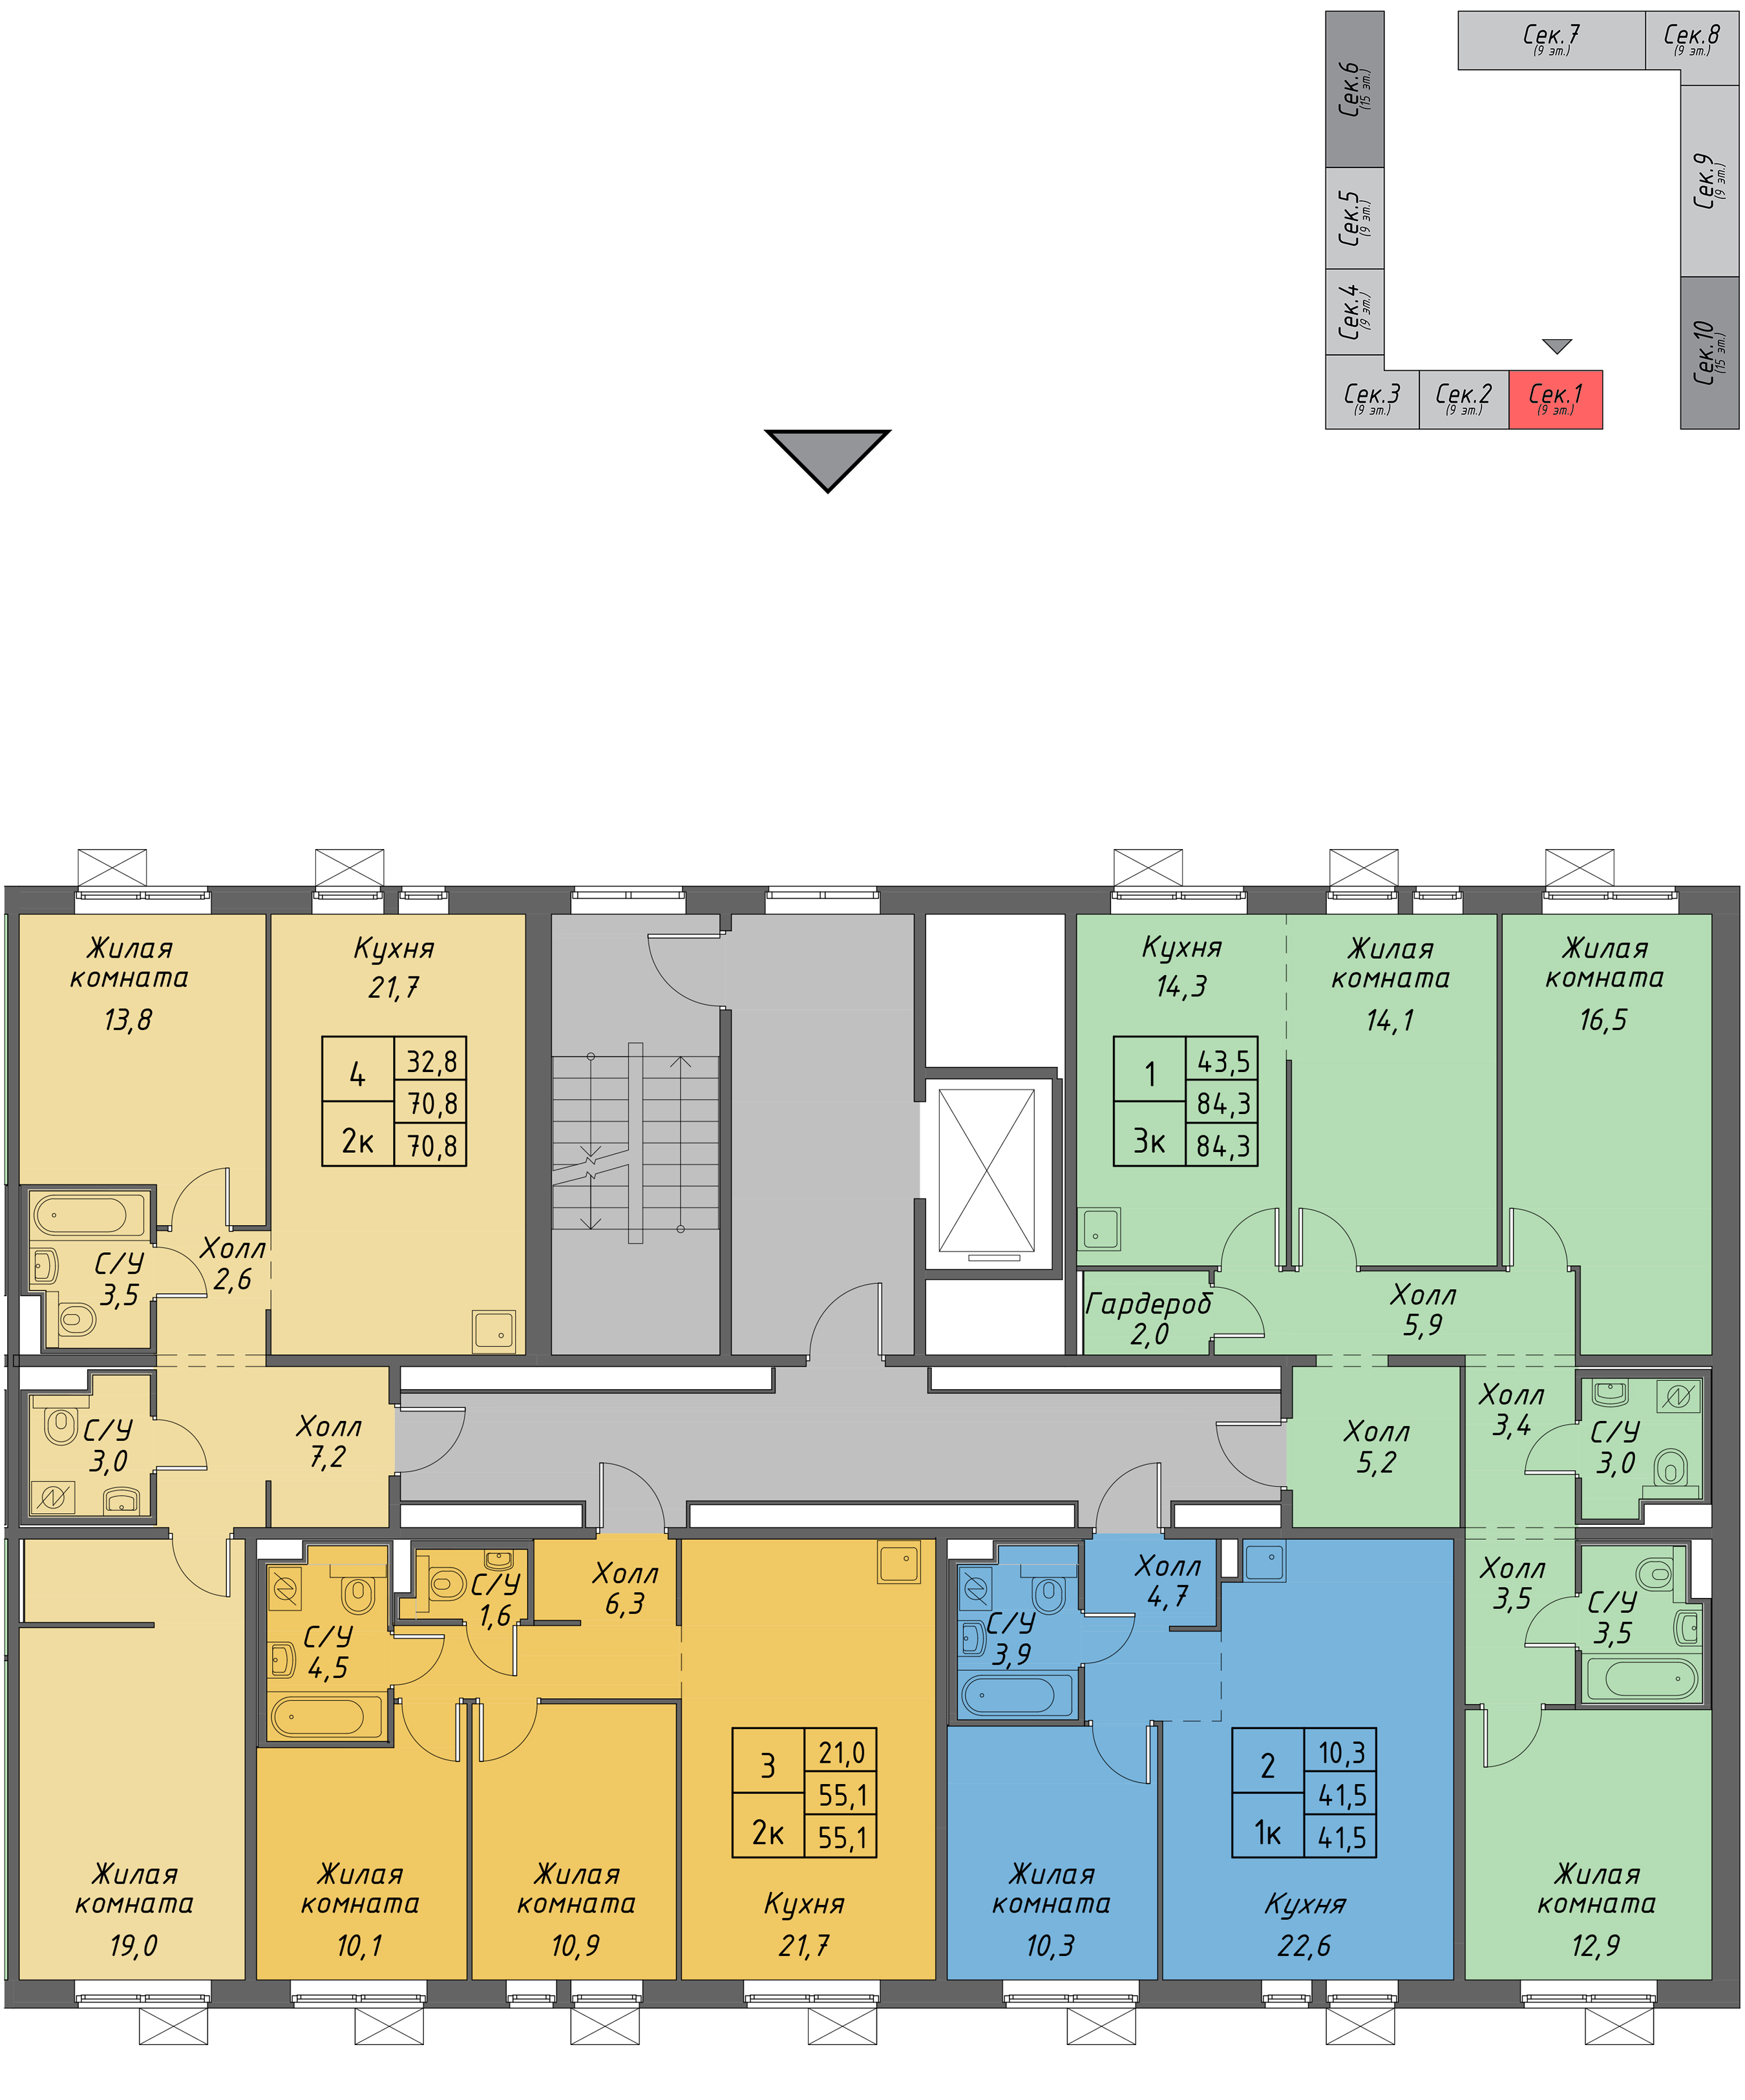 Сек.7
(9 эт.)
Сек.8
(9 эт.)
Сек.6
(15 эт.)
Сек.9
(9 эт.)
Сек.5
(9 эт.)
Сек.4
(9 эт.)
Сек.10
(15 эт.)
Сек.3
(9 эт.)
Сек.2
(9 эт.)
Сек.1
(9 эт.)
Жилая
комната
13,8
Кухня
21,7
4
2к
32,8
70,8
70,8
Кухня
14,3
Жилая
комната
14,1
Жилая
комната
16,5
1
3к
43,5
84,3
84,3
С/У
3,5
Холл
2,6
Гардероб
2,0
Холл
5,9
С/У
3,0
Холл
7,2
Холл
5,2
Холл
3,4
С/У
3,0
С/У
4,5
С/У
1,6
Холл
6,3
С/У
3,9
Холл
4,7
Холл
3,5
С/У
3,5
3
2к
21,0
55,1
55,1
2
1к
10,3
41,5
41,5
Жилая
комната
19,0
Жилая
комната
10,1
Жилая
комната
10,9
Кухня
21,7
Жилая
комната
10,3
Кухня
22,6
Жилая
комната
12,9